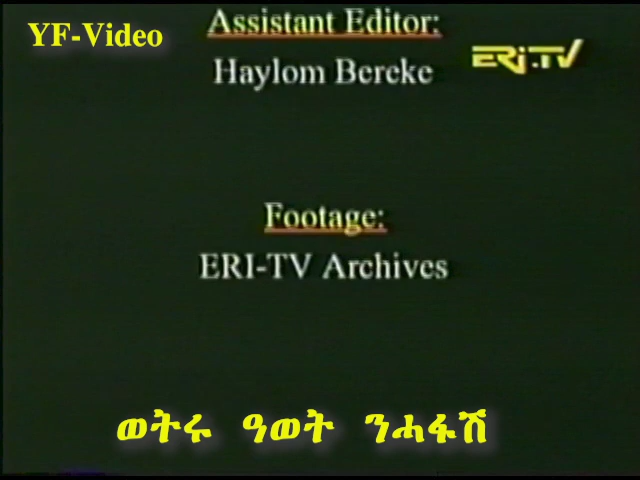 YF-Video
Assistant Editor:
Haylom Bereke
ERi.TV
Footage:
ERI-TV Archives
ወትሩ ዓወት ንሓፋሽ